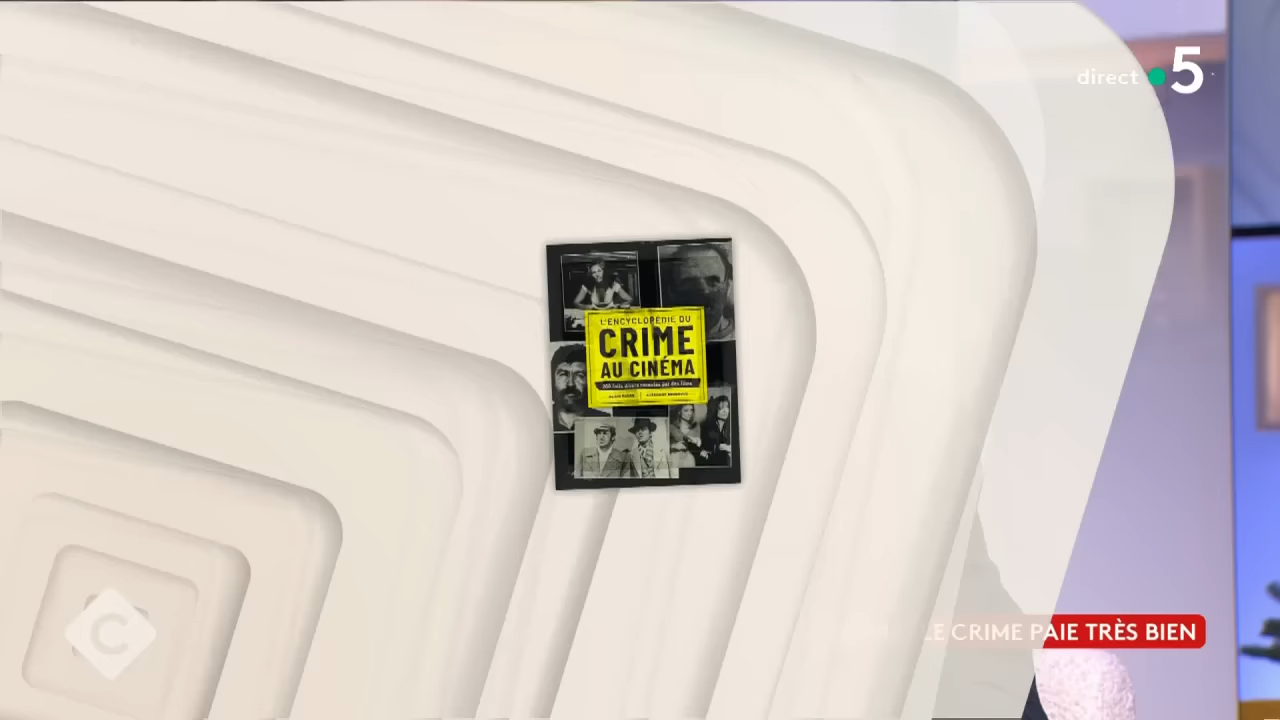 direct 5
L'ENCYCLOPÉDIE DU
CRIME
AU CINÉMA
LE CRIME PAIE TRÈS BIEN
C